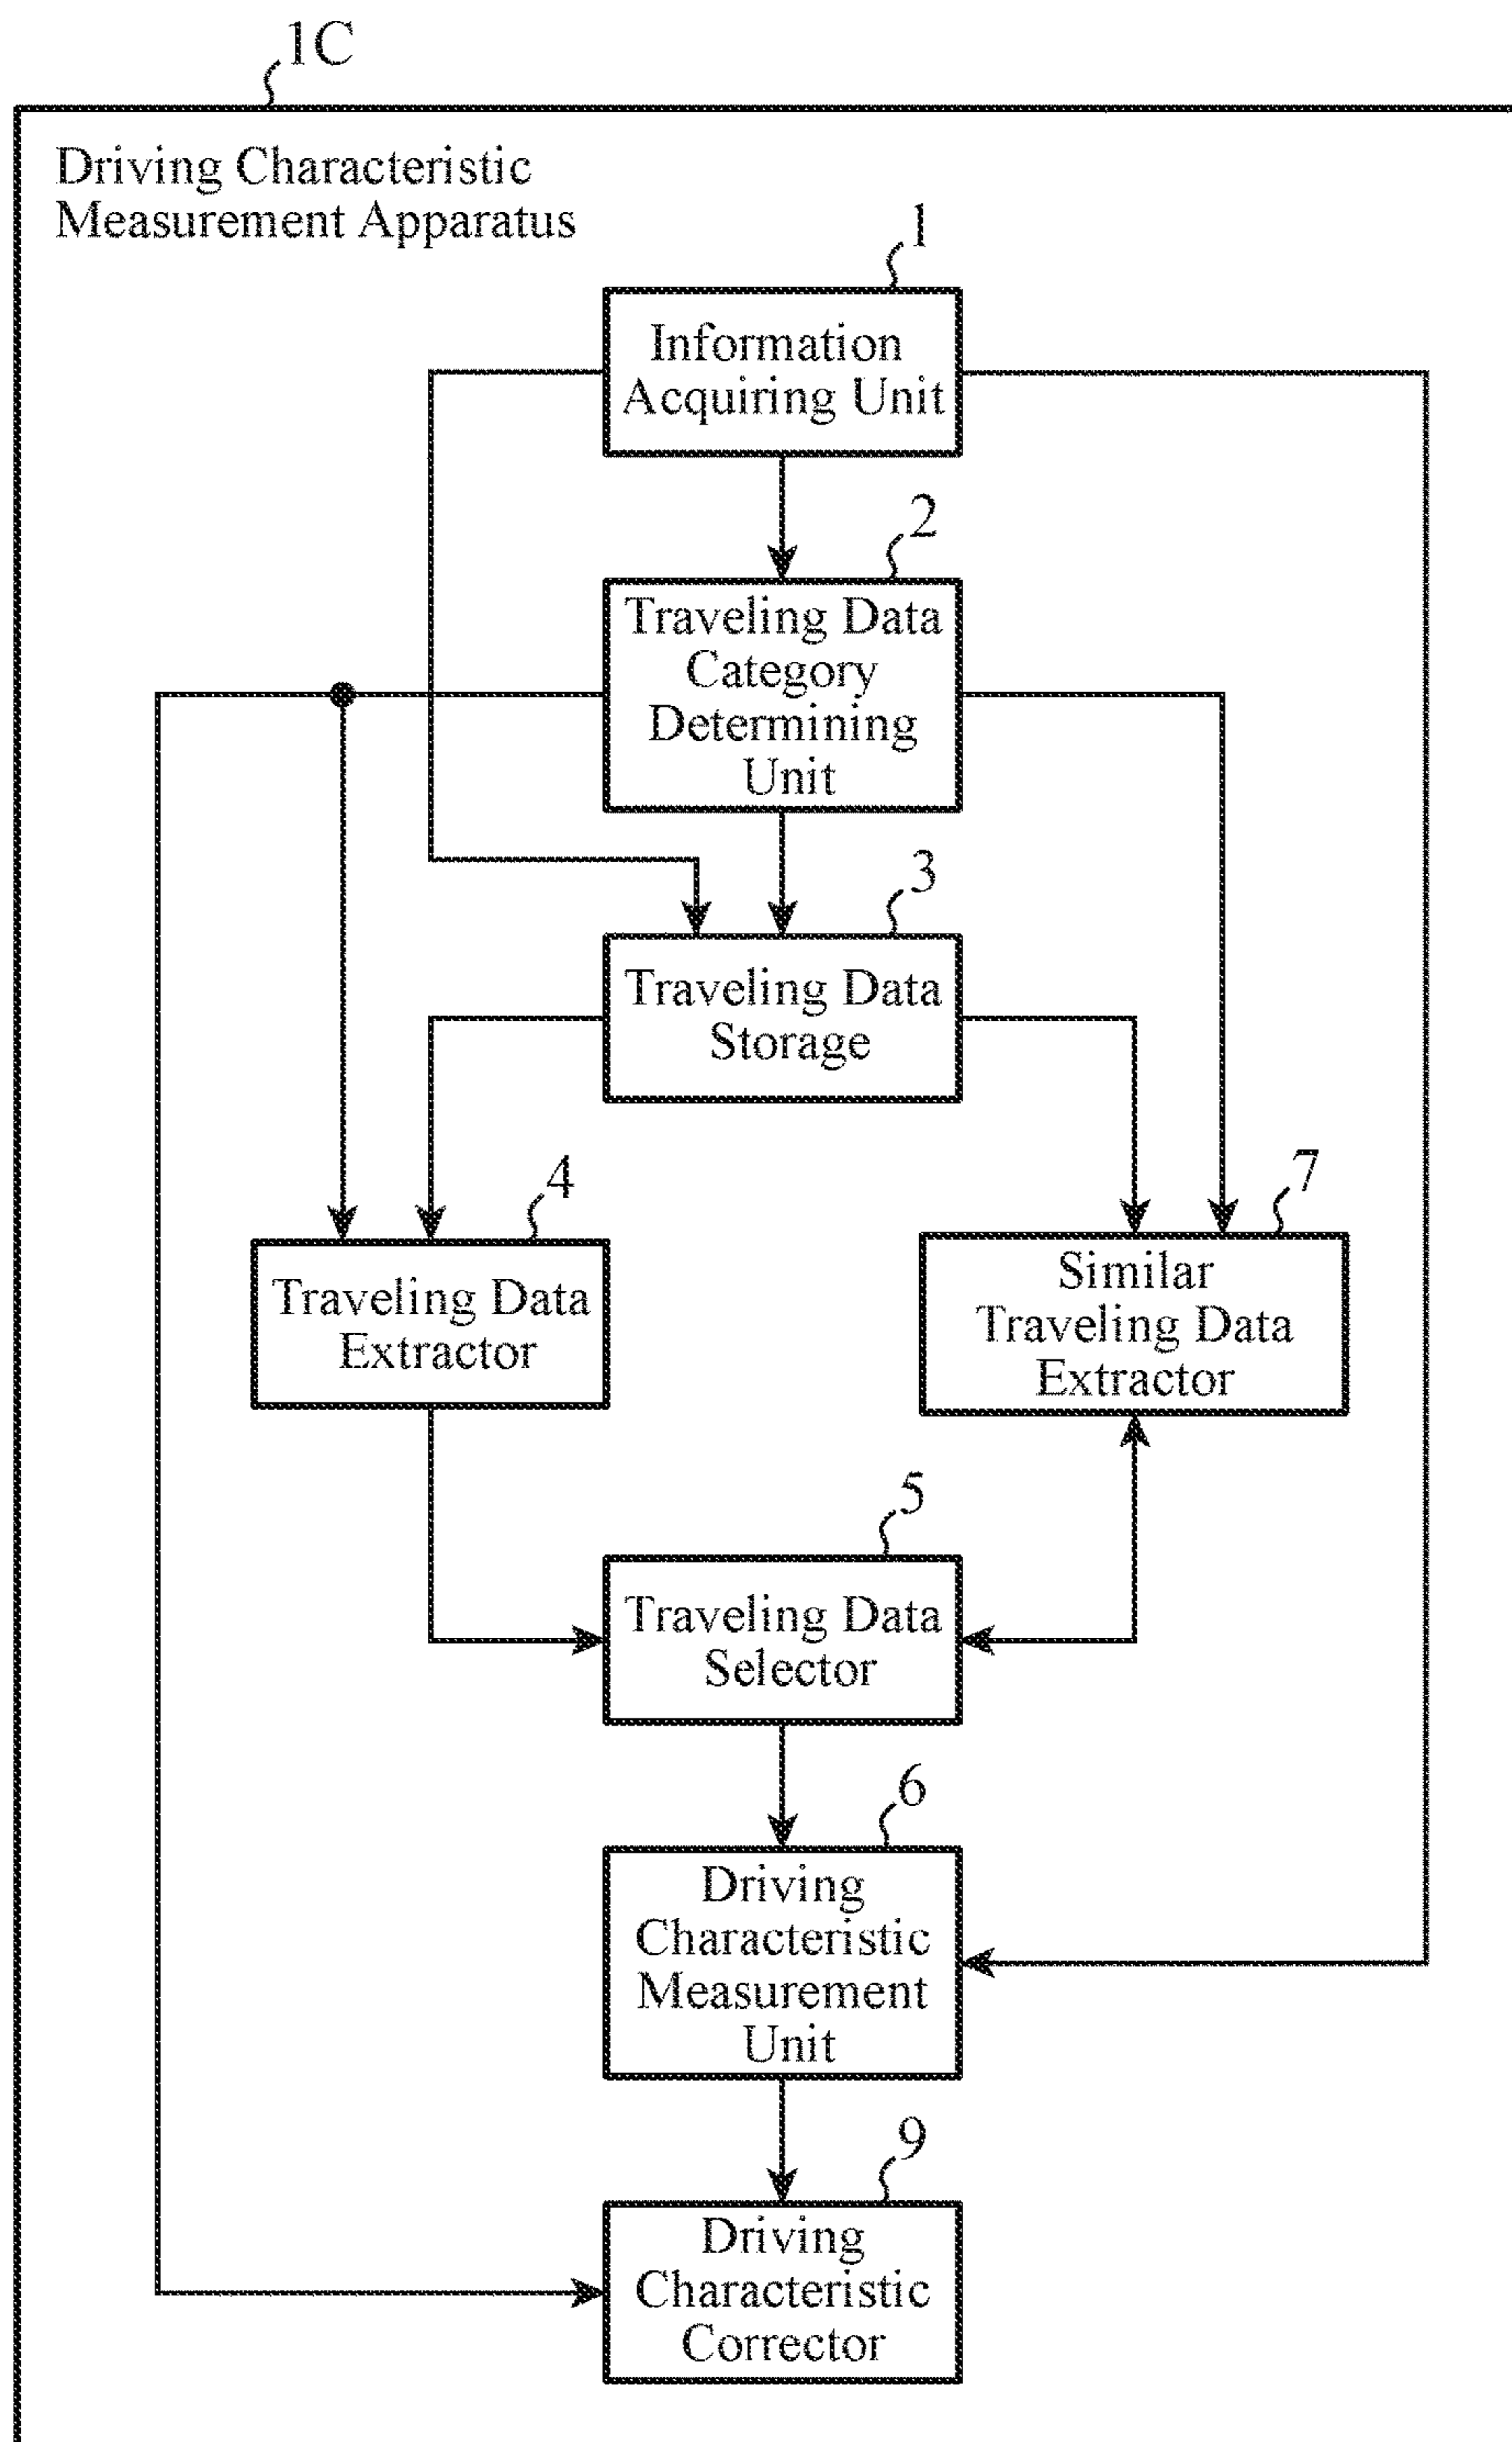 1C
Driving Characteristic
Measurement Apparatus
1
Information
Acquiring Unit
2
Traveling Data
Category
Determining
Unit
3
Traveling Data
Storage
4
Traveling Data
Extractor
7
Similar
Traveling Data
Extractor
5
Traveling Data
Selector
6
Driving
Characteristic
Measurement
Unit
9
Driving
Characteristic
Corrector